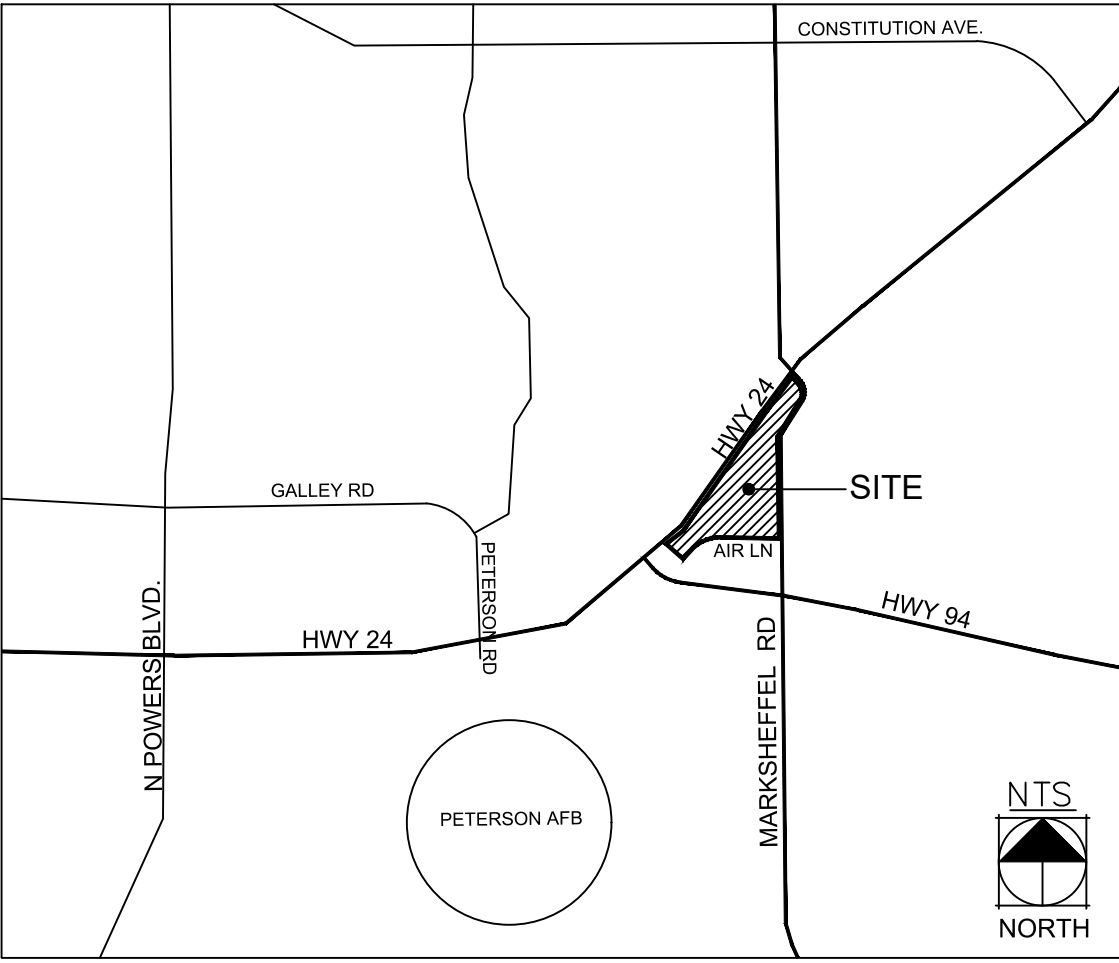 CONSTITUTION AVE.
HWY 24
SITE
GALLEY RD
PETERSON RD
AIR LN
HWY 94
HWY 24
N POWERS BLVD.
MARKSHEFFEL RD
PETERSON AFB
NTS
NORTH